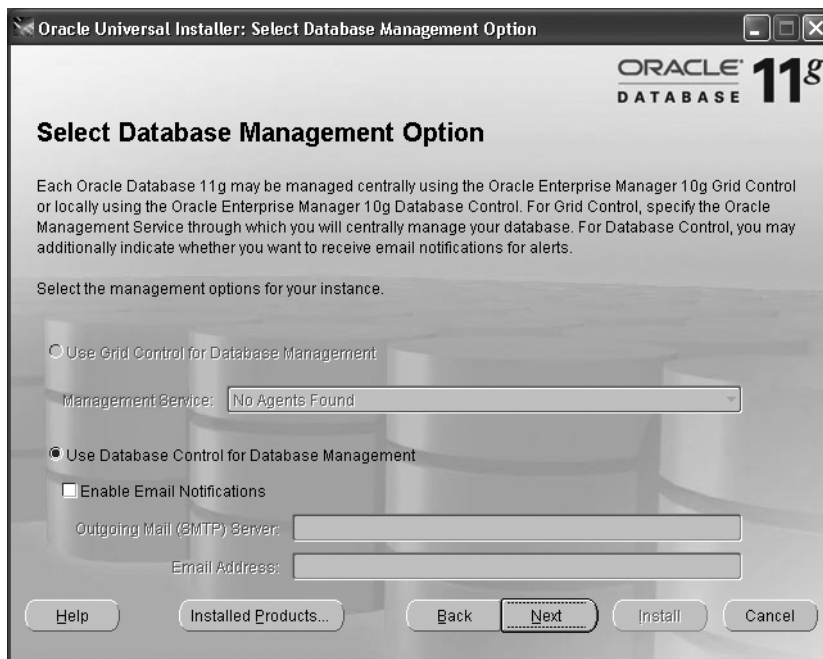 Oracle Universal Installer: Select Database Management Option
ORACLE
DATABASE 11g
Select Database Management Option
Each Oracle Database 11g may be managed centrally using the Oracle Enterprise Manager 10g Grid Control
or locally using the Oracle Enterprise Manager 10g Database Control. For Grid Control, specify the Oracle
Management Service through which you will centrally manage your database. For Database Control, you may
additionally indicate whether you want to receive email notifications for alerts.
Select the management options for your instance.
Use Grid Control for Database Management
Management Service: No Agents Found
Use Database Control for Database Management
Enable Email Notifications
Outgoing Mail (SMTP) Server:
Email Address:
Help Installed Products... Back Next Install Cancel